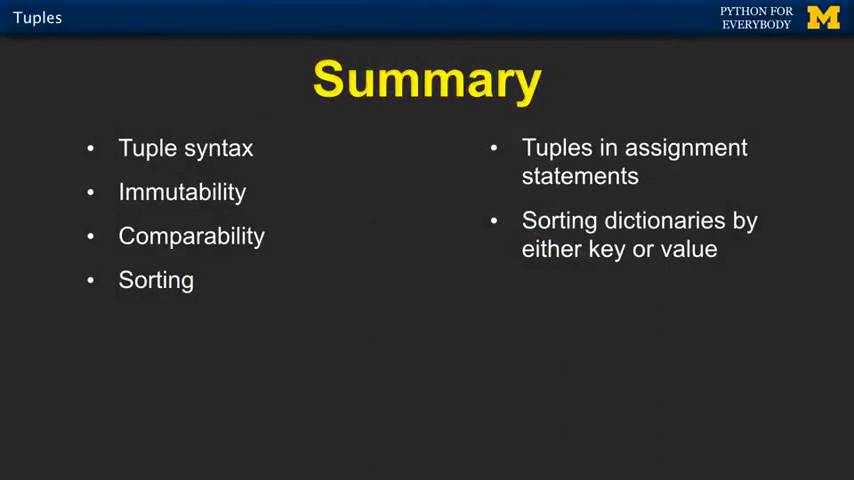 Tuples
PYTHON FOR
EVERYBODY
M
Summary
• Tuple syntax
• Immutability
• Comparability
• Sorting
• Tuples in assignment
statements
• Sorting dictionaries by
either key or value